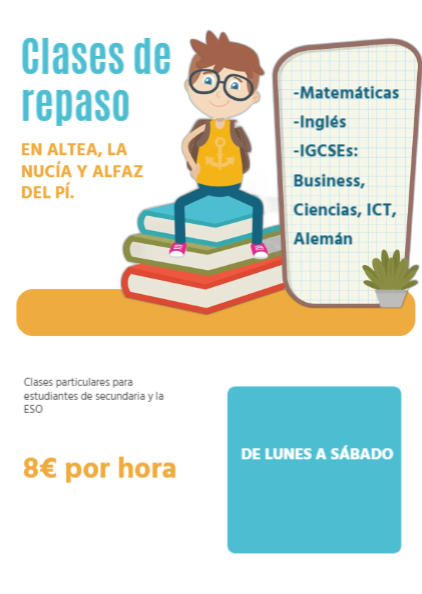 Clases de
repaso
EN ALTEA, LA
NUCÍA Y ALFAZ
DEL PÍ.
-Matemáticas
-Inglés
-IGCSEs:
Business,
Ciencias, ICT,
Alemán
Clases particulares para
estudiantes de secundaria y la
ESO
8€ por hora
DE LUNES A SÁBADO